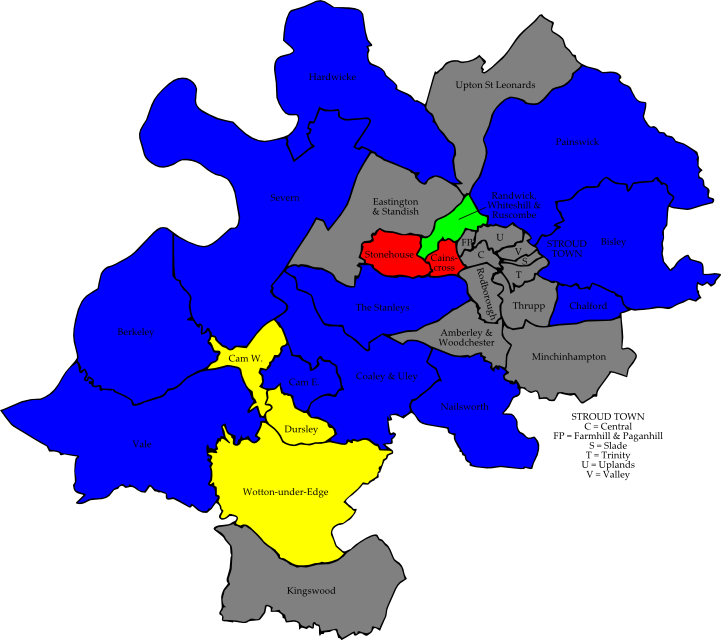 Hardwicke
Upton St Leonards
Painswick
Severn
Eastington
& Standish
Randwick
Whiteshill &
Ruscombe
FP
U
V
S
C
T
STROUD
TOWN
Bisley
Stonehouse
Cains-
cross
Rodborough
The Stanleys
Thrupp
Chalford
Berkeley
Amberley &
Woodchester
Minchinhampton
Cam W.
Cam E.
Coaley & Uley
Nailsworth
Vale
Dursley
STROUD TOWN
C = Central
FP = Farmhill & Paganhill
S = Slade
T = Trinity
U = Uplands
V = Valley
Wotton-under-Edge
Kingswood